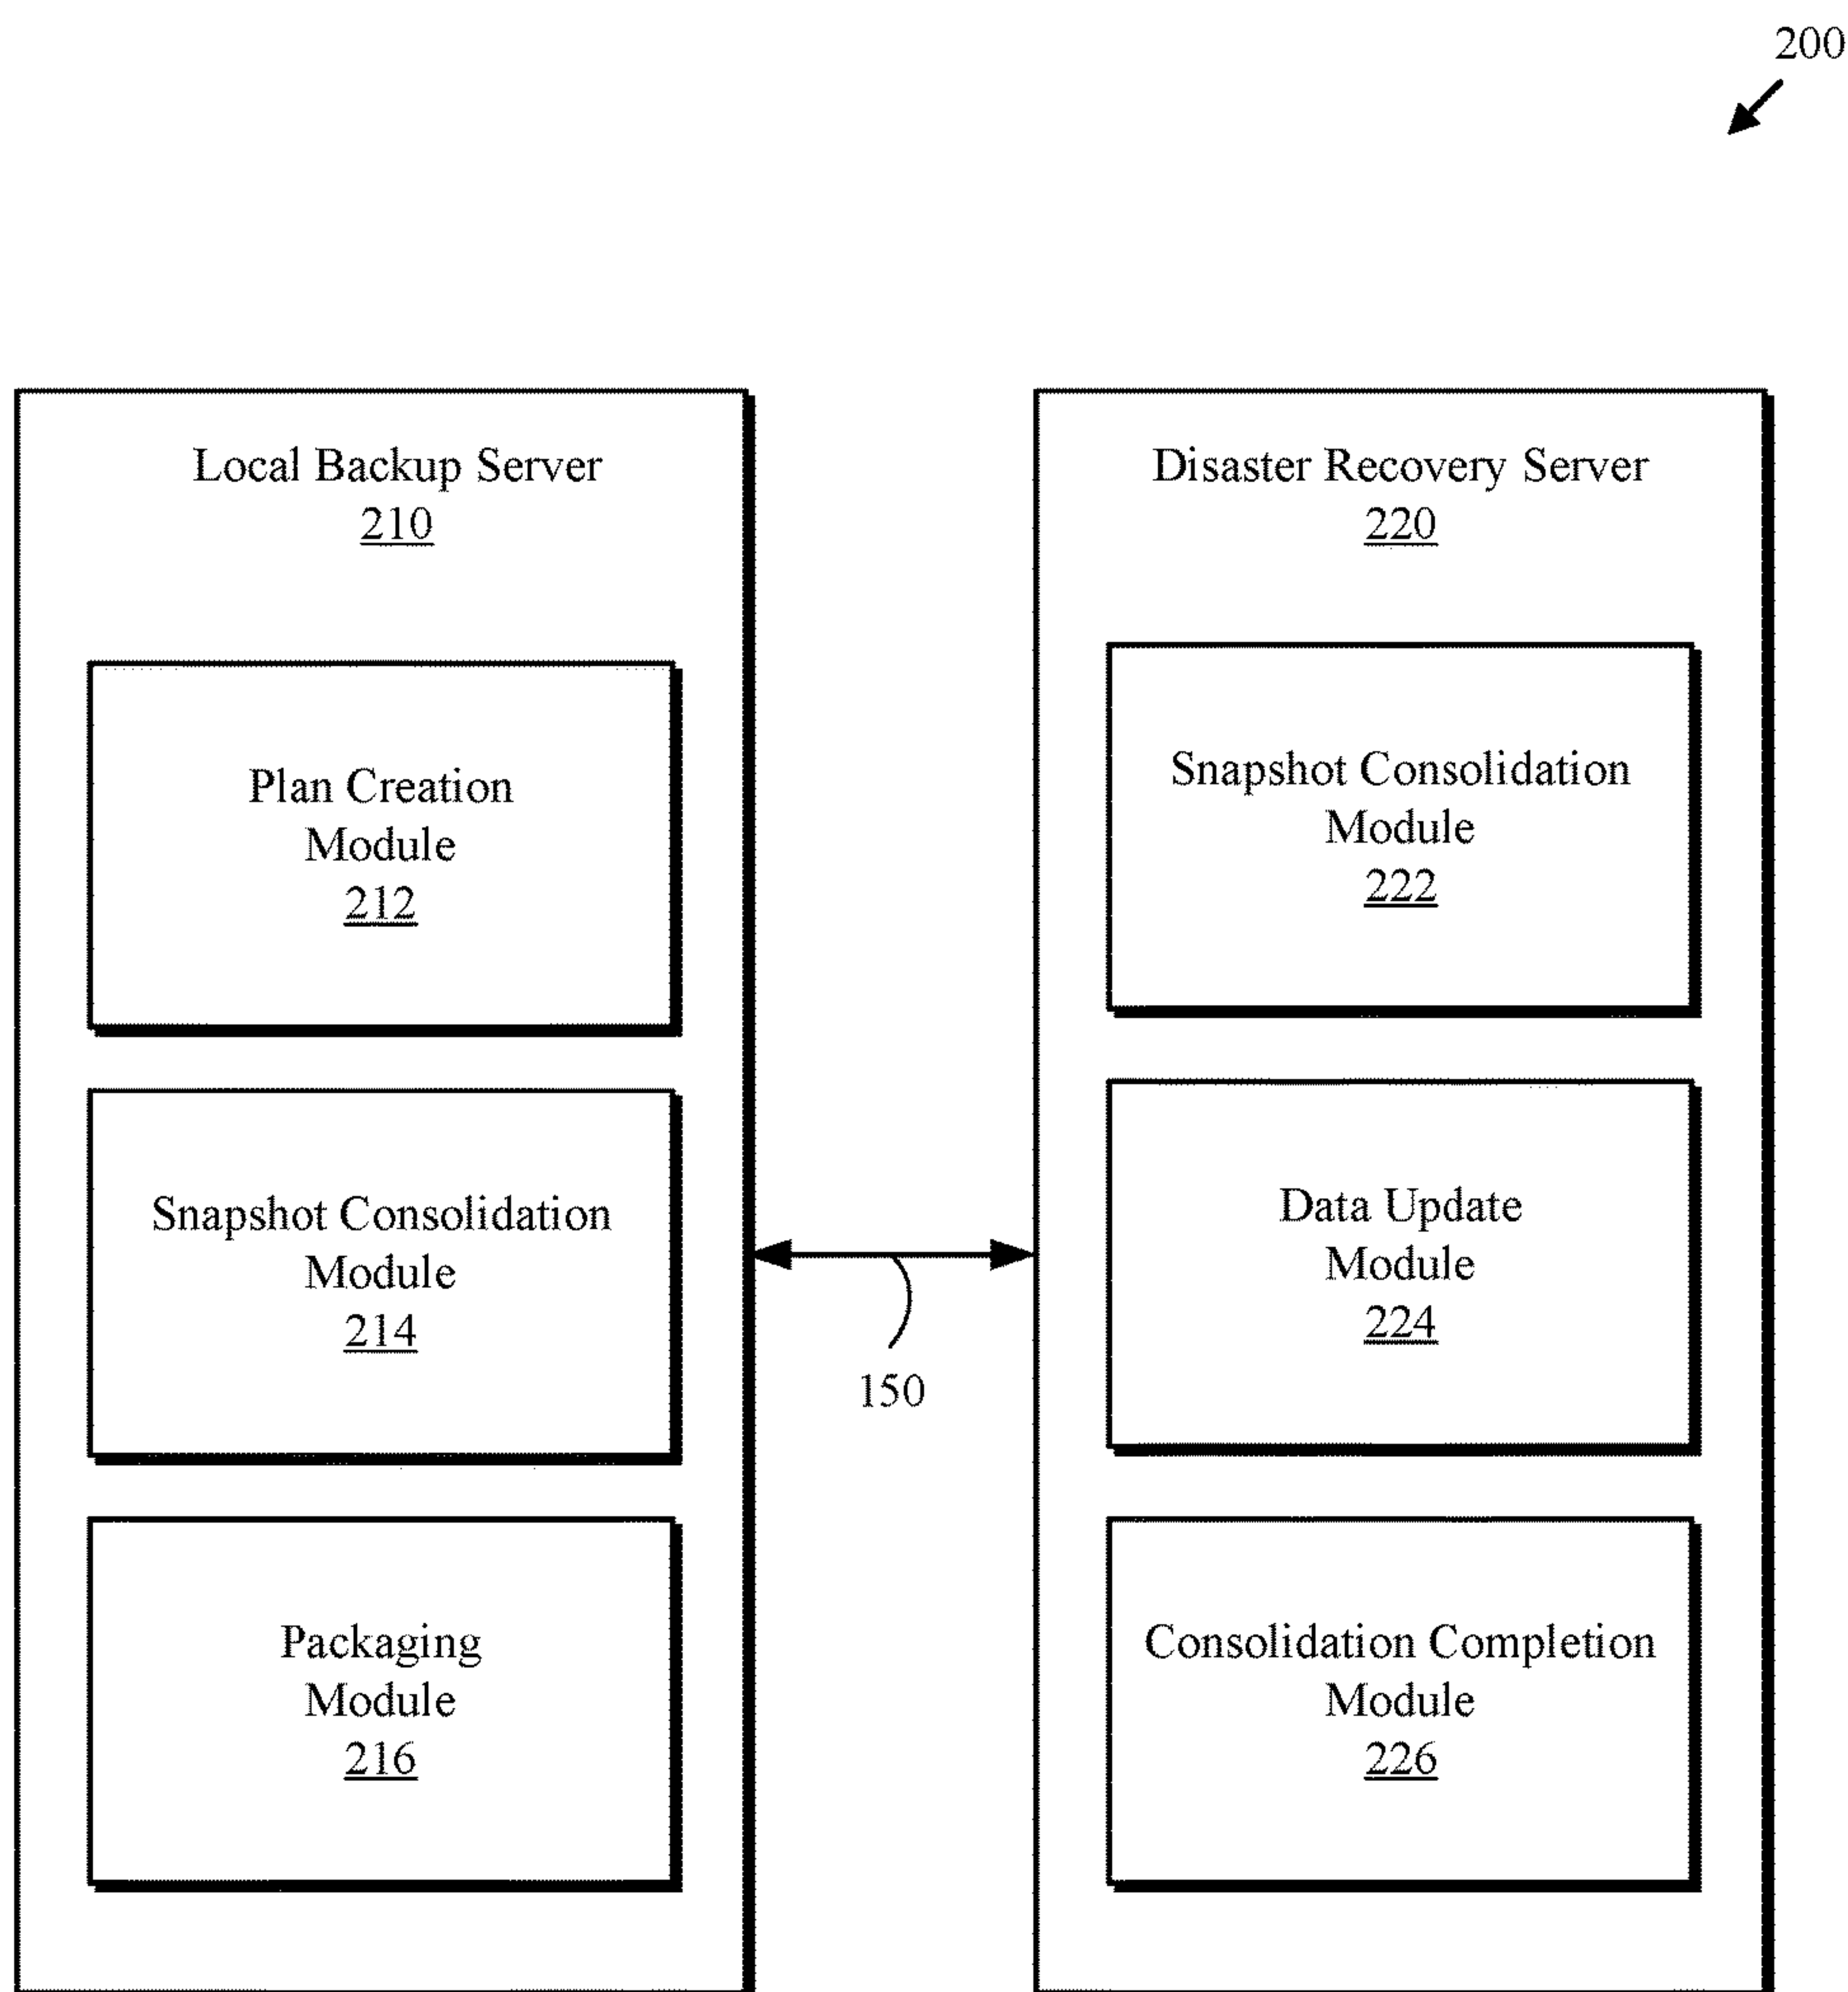 200
Local Backup Server
210
Plan Creation
Module
212
Snapshot Consolidation
Module
214
Packaging
Module
216
150
Disaster Recovery Server
220
Snapshot Consolidation
Module
222
Data Update
Module
224
Consolidation Completion
Module
226